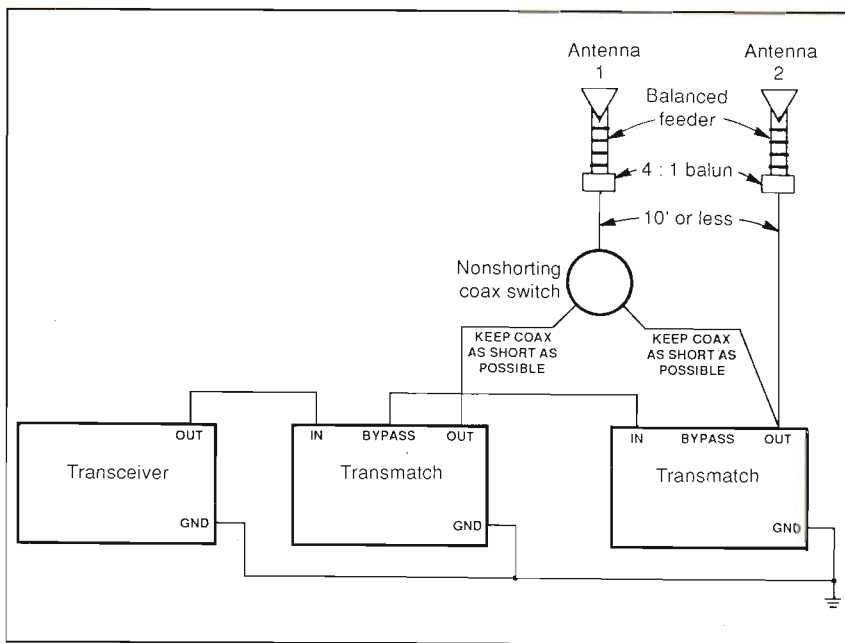 Antenna
1
Antenna
2
Balanced
feeder
4 : 1 balun
10' or less
Nonshorting
coax switch
KEEP COAX
AS SHORT AS
POSSIBLE
KEEP COAX
AS SHORT AS
POSSIBLE
OUT
Transceiver
GND
IN BYPASS OUT
Transmatch
GND
IN BYPASS OUT
Transmatch
GND